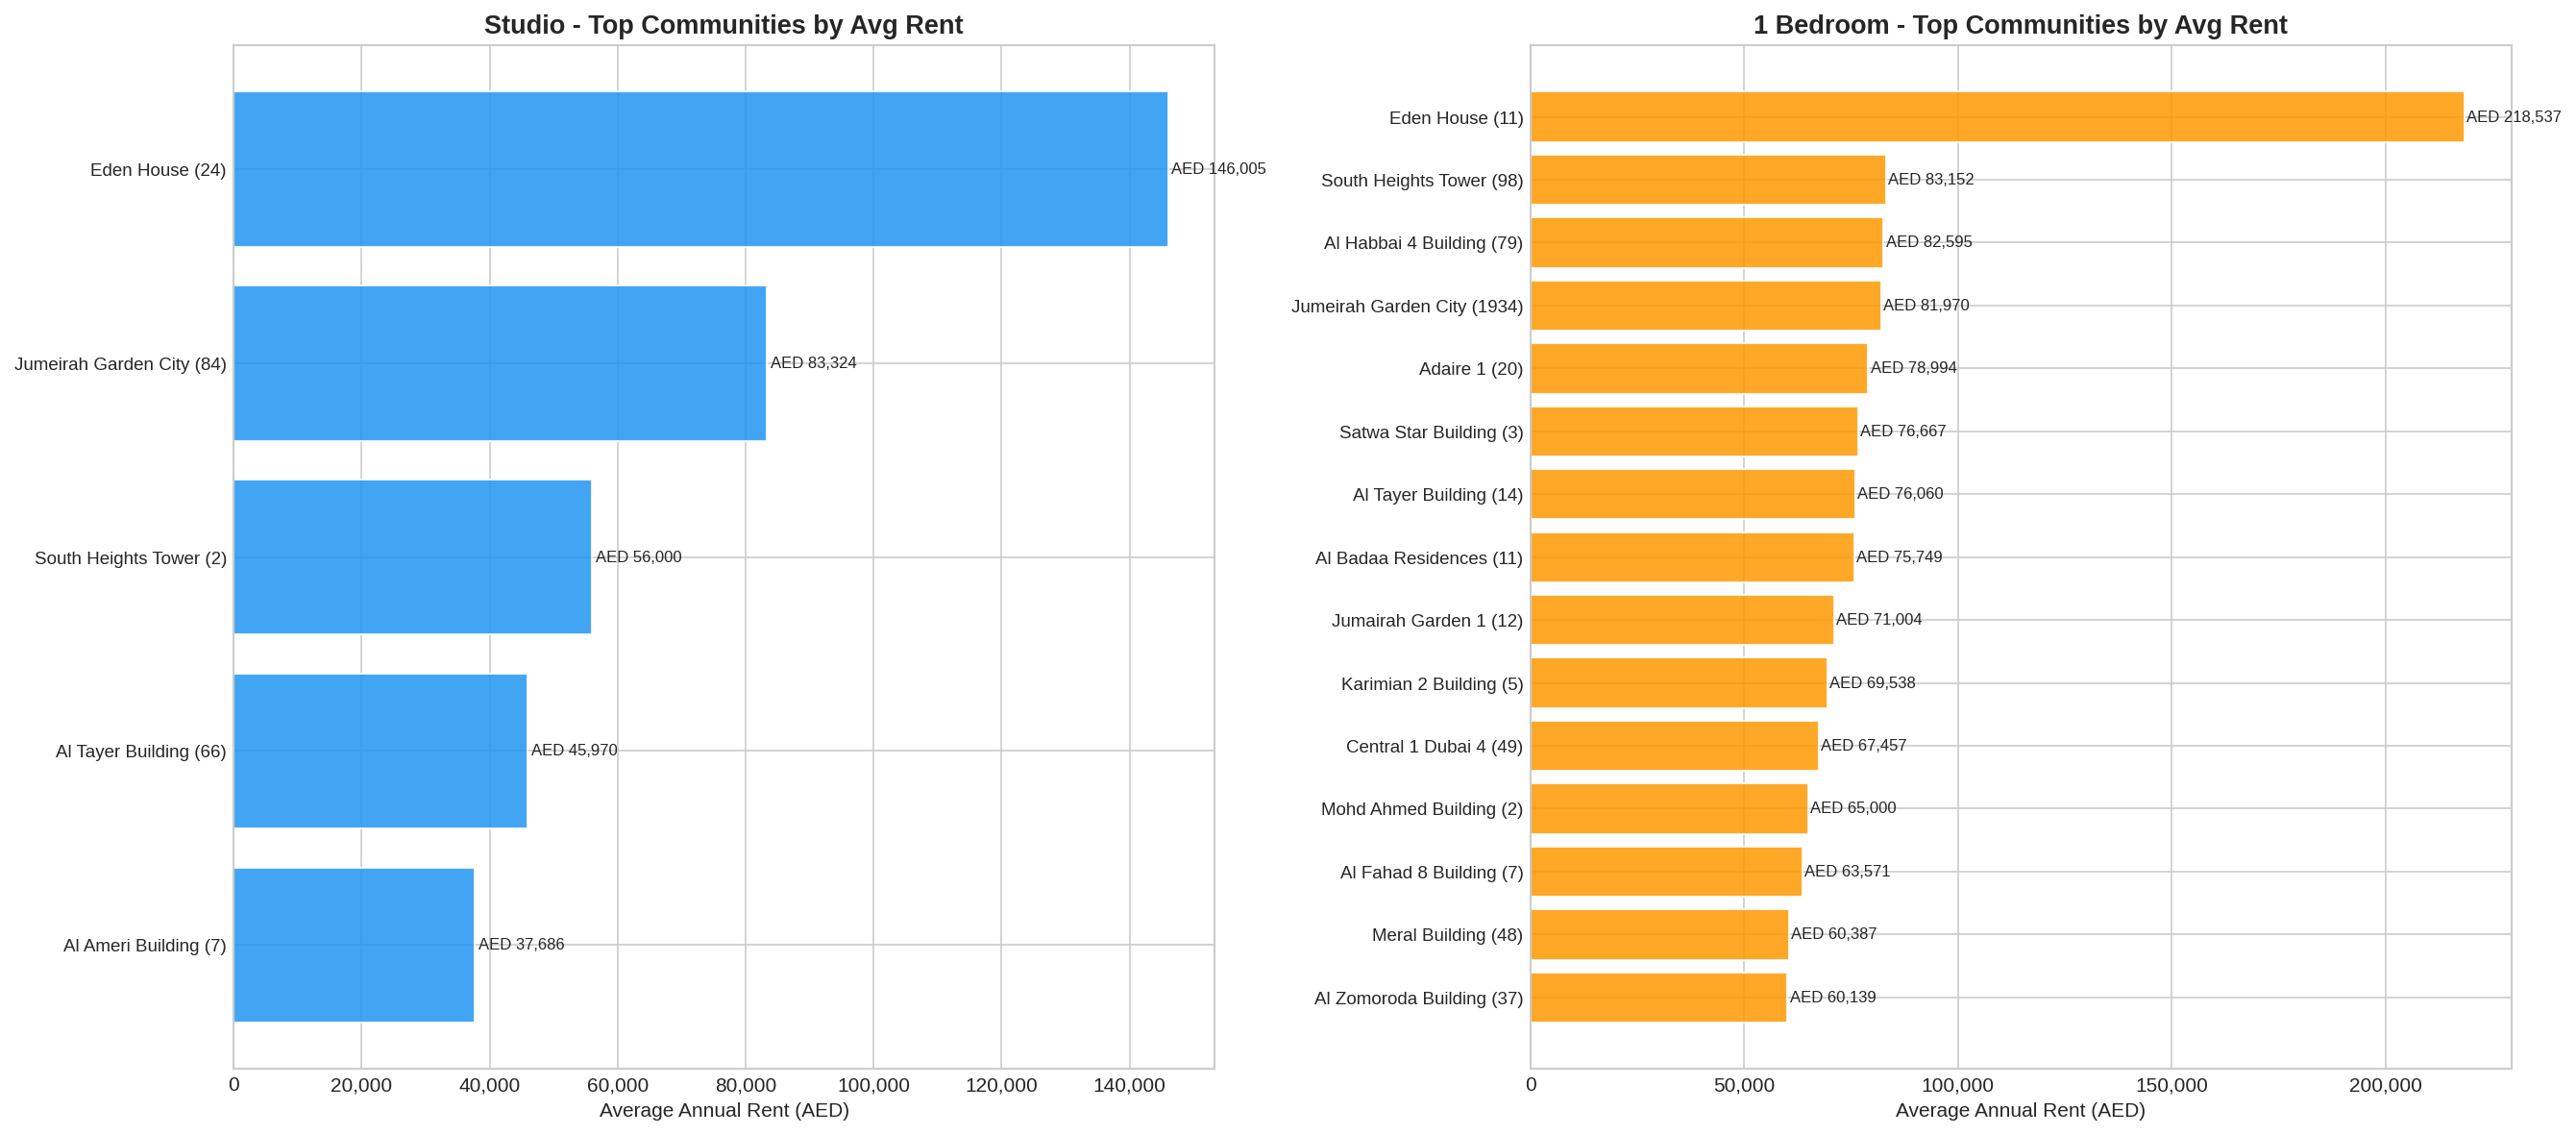 Studio - Top Communities by Avg Rent
Eden House (24)
AED 146,005
Jumeirah Garden City (84)
AED 83,324
South Heights Tower (2)
AED 56,000
Al Tayer Building (66)
AED 45,970
Al Ameri Building (7)
AED 37,686
0 20,000 40,000 60,000 80,000 100,000 120,000 140,000
Average Annual Rent (AED)
1 Bedroom - Top Communities by Avg Rent
Eden House (11)
AED 218,537
South Heights Tower (98)
AED 83,152
Al Habbai 4 Building (79)
AED 82,595
Jumeirah Garden City (1934)
AED 81,970
Adaire 1 (20)
AED 78,994
Satwa Star Building (3)
AED 76,667
Al Tayer Building (14)
AED 76,060
Al Badaa Residences (11)
AED 75,749
Jumairah Garden 1 (12)
AED 71,004
Karimian 2 Building (5)
AED 69,538
Central 1 Dubai 4 (49)
AED 67,457
Mohd Ahmed Building (2)
AED 65,000
Al Fahad 8 Building (7)
AED 63,571
Meral Building (48)
AED 60,387
Al Zomoroda Building (37)
AED 60,139
0 50,000 100,000 150,000 200,000
Average Annual Rent (AED)